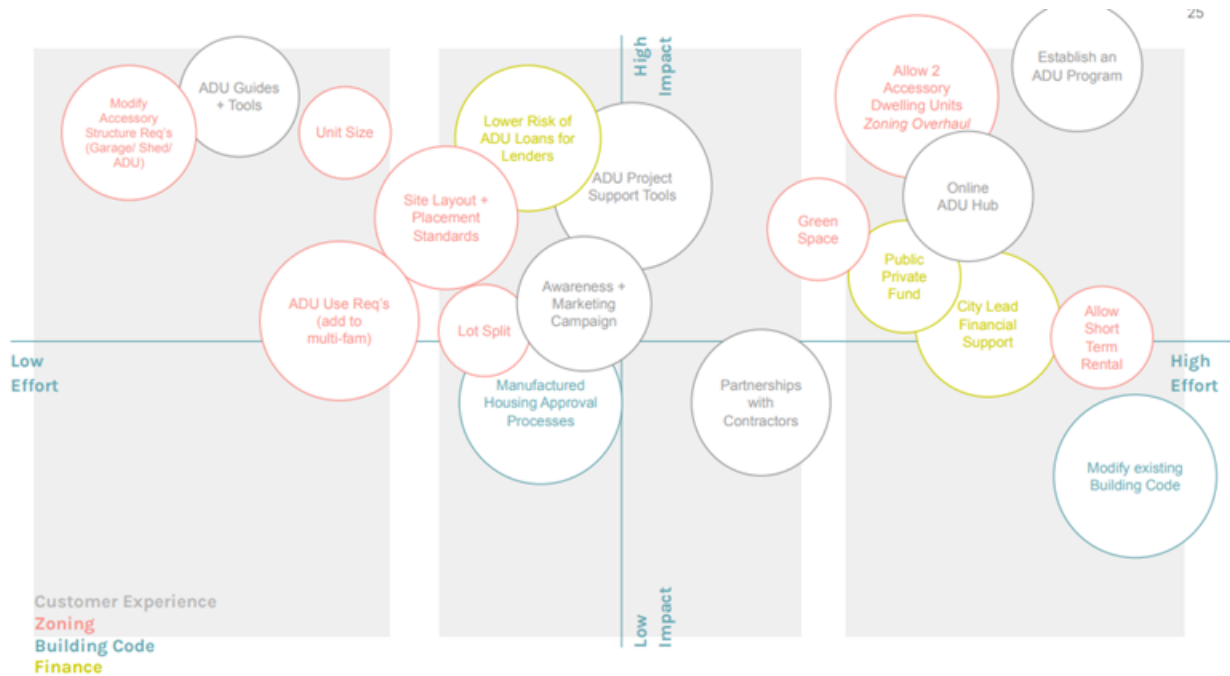 25
High
Impact
Establish an
ADU Program
Allow 2
Accessory
Dwelling Units
Zoning Overhaul
ADU Guides
+ Tools
Modify
Accessory
Structure Req's
(Garage/ Shed/
ADU)
Unit Size
Lower Risk of
ADU Loans for
Lenders
ADU Project
Support Tools
Online
ADU Hub
Site Layout +
Placement
Standards
Green
Space
Public
Private
Fund
ADU Use Req's
(add to
multi-fam)
Lot Split
Awareness +
Marketing
Campaign
City Lead
Financial
Support
Allow
Short
Term
Rental
Low
Effort
High
Effort
Manufactured
Housing Approval
Processes
Partnerships
with
Contractors
Modify existing
Building Code
Low
Impact
Customer Experience
Zoning
Building Code
Finance